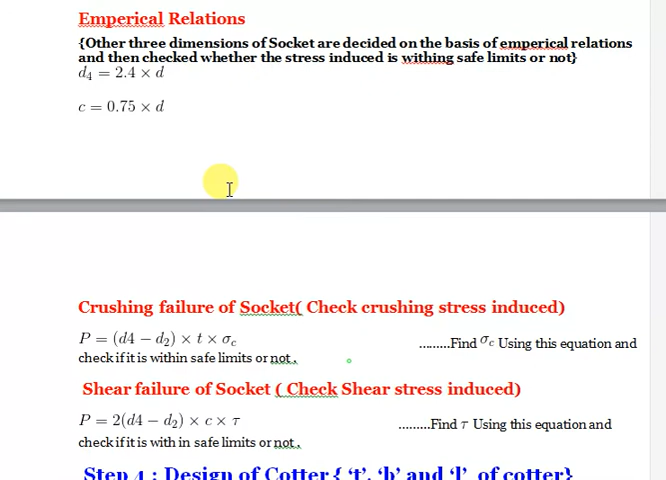 Emperical Relations
{Other three dimensions of Socket are decided on the basis of emperical relations
and then checked whether the stress induced is withing safe limits or not}
d₄ = 2.4 × d
c = 0.75 × d
Crushing failure of Socket( Check crushing stress induced)
P = (d4 − d₂) × t × σ꜀ .........Find σ꜀ Using this equation and
check if it is within safe limits or not .
Shear failure of Socket ( Check Shear stress induced)
P = 2(d4 − d₂) × c × τ .........Find τ Using this equation and
check if it is with in safe limits or not .
Step 4 : Design of Cotter { ‘t’, ‘b’ and ‘l’ of cotter}